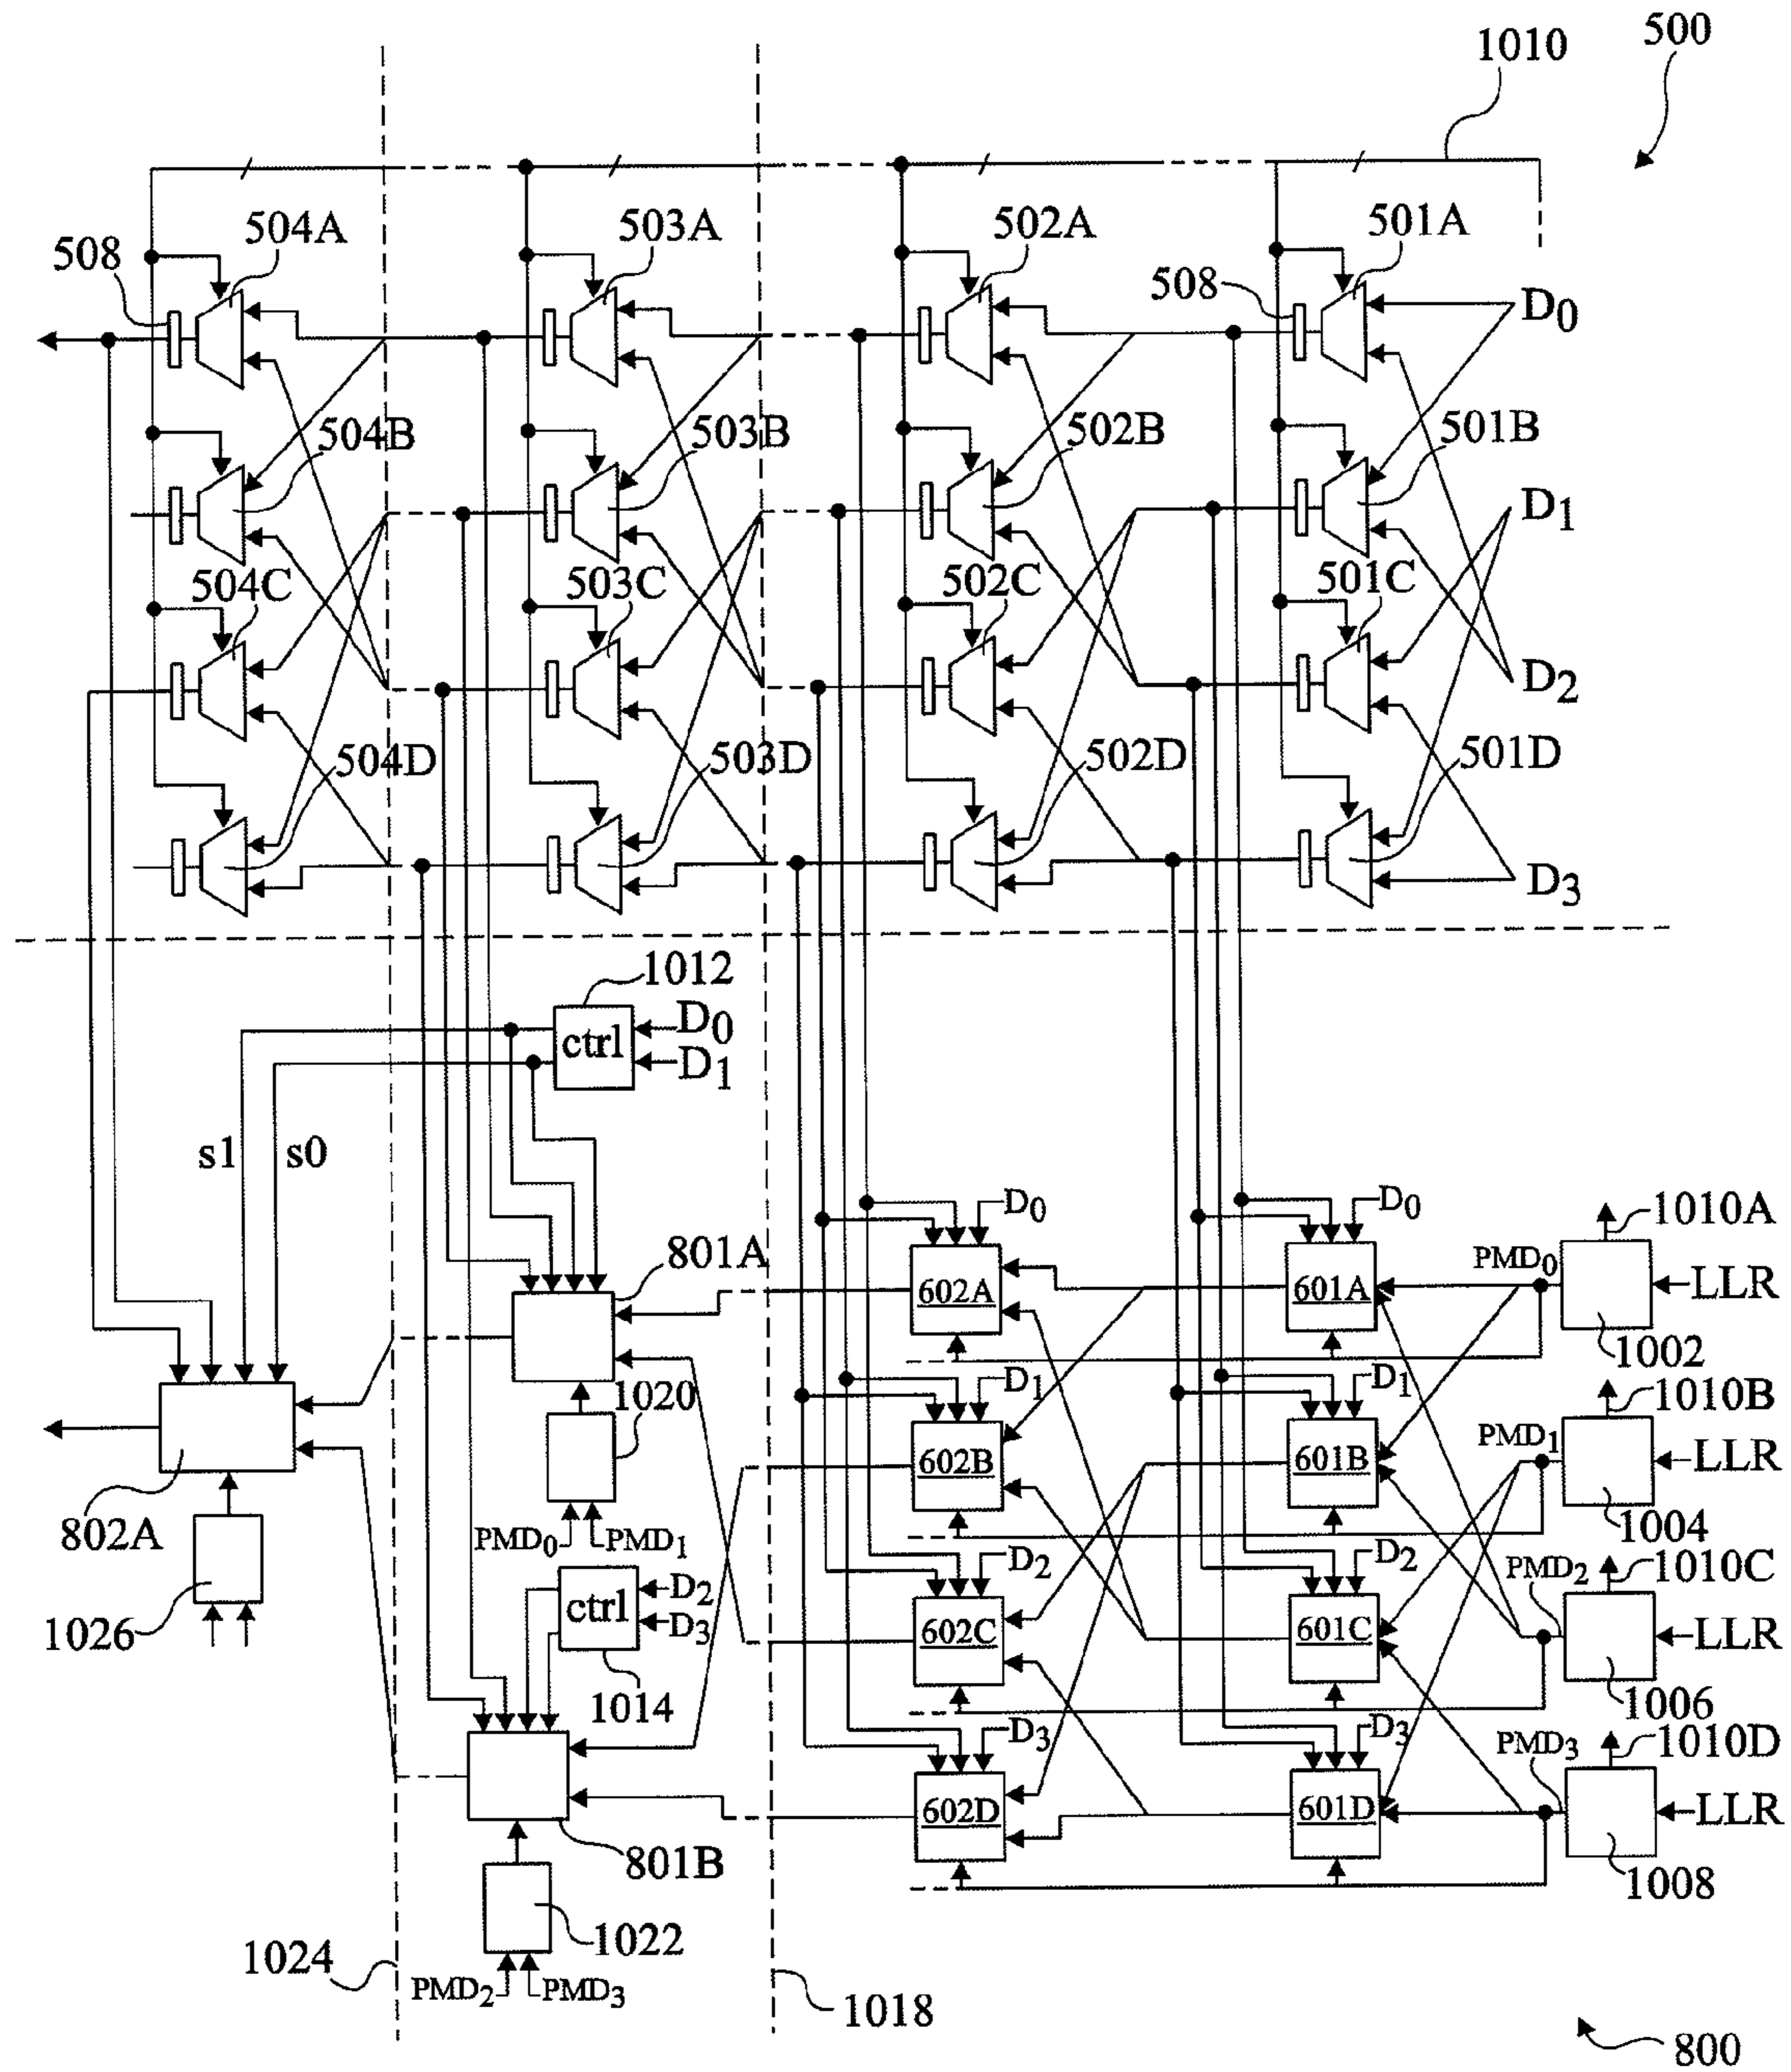 1010
500
504A
503A
502A
501A
508
508
D0
504B
503B
502B
501B
D1
504C
503C
502C
501C
D2
504D
503D
502D
501D
D3
1012
ctrl
D0
D1
s1
s0
D0
D0
1010A
801A
PMD0
602A
601A
LLR
1002
1020
D1
D1
1010B
PMD1
602B
601B
LLR
802A
PMD0
PMD1
1004
D2
D2
PMD2
1010C
ctrl
D2
D3
1026
602C
601C
LLR
1014
1006
D3
D3
PMD3
1010D
602D
601D
LLR
801B
1008
1022
1024
PMD2
PMD3
1018
800